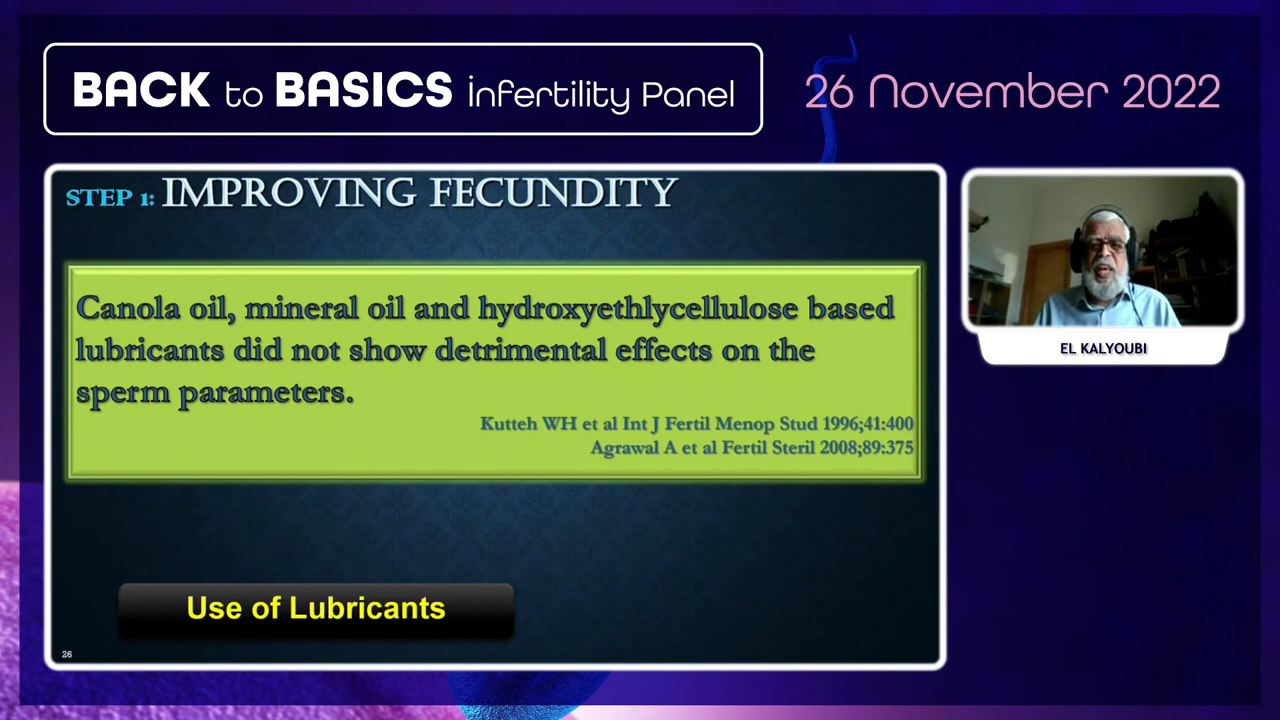 BACK to BASICS infertility Panel
26 November 2022
STEP 1: IMPROVING FECUNDITY
Canola oil, mineral oil and hydroxyethlycellulose based
lubricants did not show detrimental effects on the
sperm parameters.
Kutteh WH et al Int J Fertil Menop Stud 1996;41:400
Agrawal A et al Fertil Steril 2008;89:375
Use of Lubricants
26
EL KALYOUBI